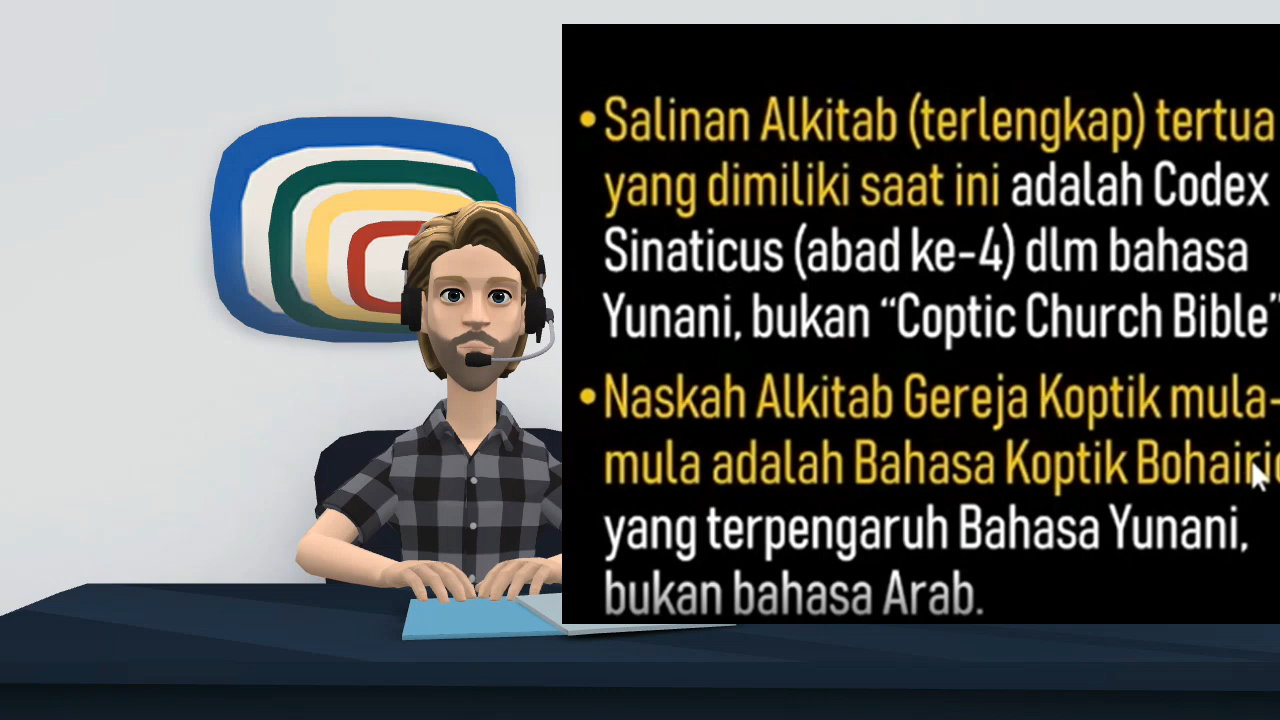 • Salinan Alkitab (terlengkap) tertua
yang dimiliki saat ini adalah Codex
Sinaticus (abad ke-4) dlm bahasa
Yunani, bukan “Coptic Church Bible”
• Naskah Alkitab Gereja Koptik mula-
mula adalah Bahasa Koptik Bohairic
yang terpengaruh Bahasa Yunani,
bukan bahasa Arab.